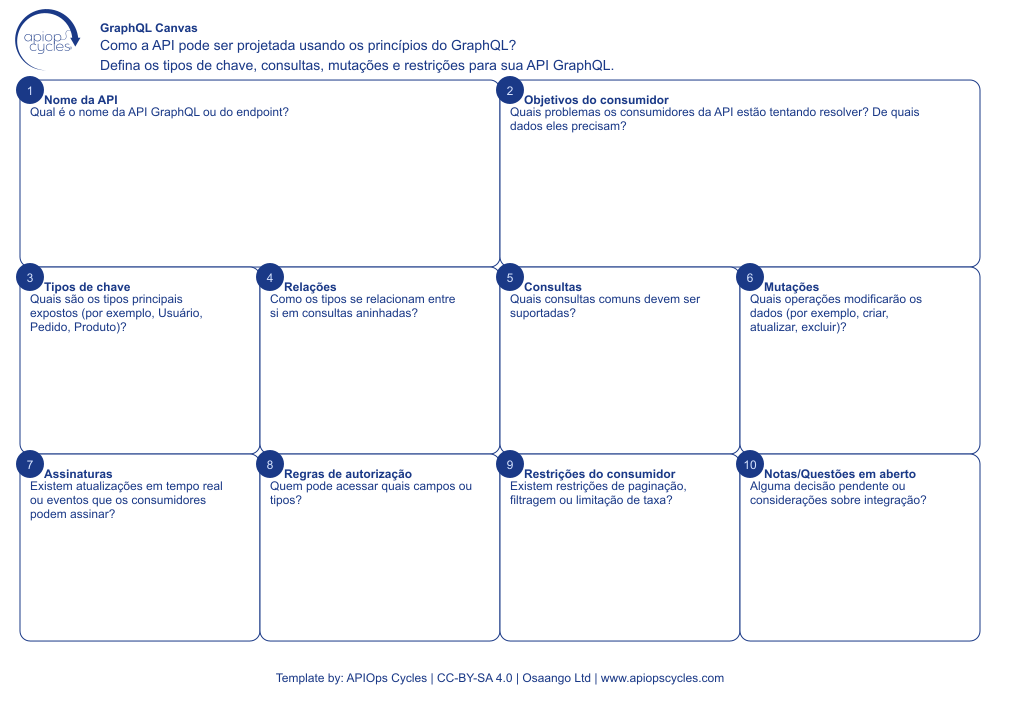 apiops
cycles
GraphQL Canvas
Como a API pode ser projetada usando os princípios do GraphQL?
Defina os tipos de chave, consultas, mutações e restrições para sua API GraphQL.
1
Nome da API
Qual é o nome da API GraphQL ou do endpoint?
2
Objetivos do consumidor
Quais problemas os consumidores da API estão tentando resolver? De quais
dados eles precisam?
3
Tipos de chave
Quais são os tipos principais
expostos (por exemplo, Usuário,
Pedido, Produto)?
4
Relações
Como os tipos se relacionam entre
si em consultas aninhadas?
5
Consultas
Quais consultas comuns devem ser
suportadas?
6
Mutações
Quais operações modificarão os
dados (por exemplo, criar,
atualizar, excluir)?
7
Assinaturas
Existem atualizações em tempo real
ou eventos que os consumidores
podem assinar?
8
Regras de autorização
Quem pode acessar quais campos ou
tipos?
9
Restrições do consumidor
Existem restrições de paginação,
filtragem ou limitação de taxa?
10
Notas/Questões em aberto
Alguma decisão pendente ou
considerações sobre integração?
Template by: APIOps Cycles | CC-BY-SA 4.0 | Osaango Ltd | www.apiopscycles.com